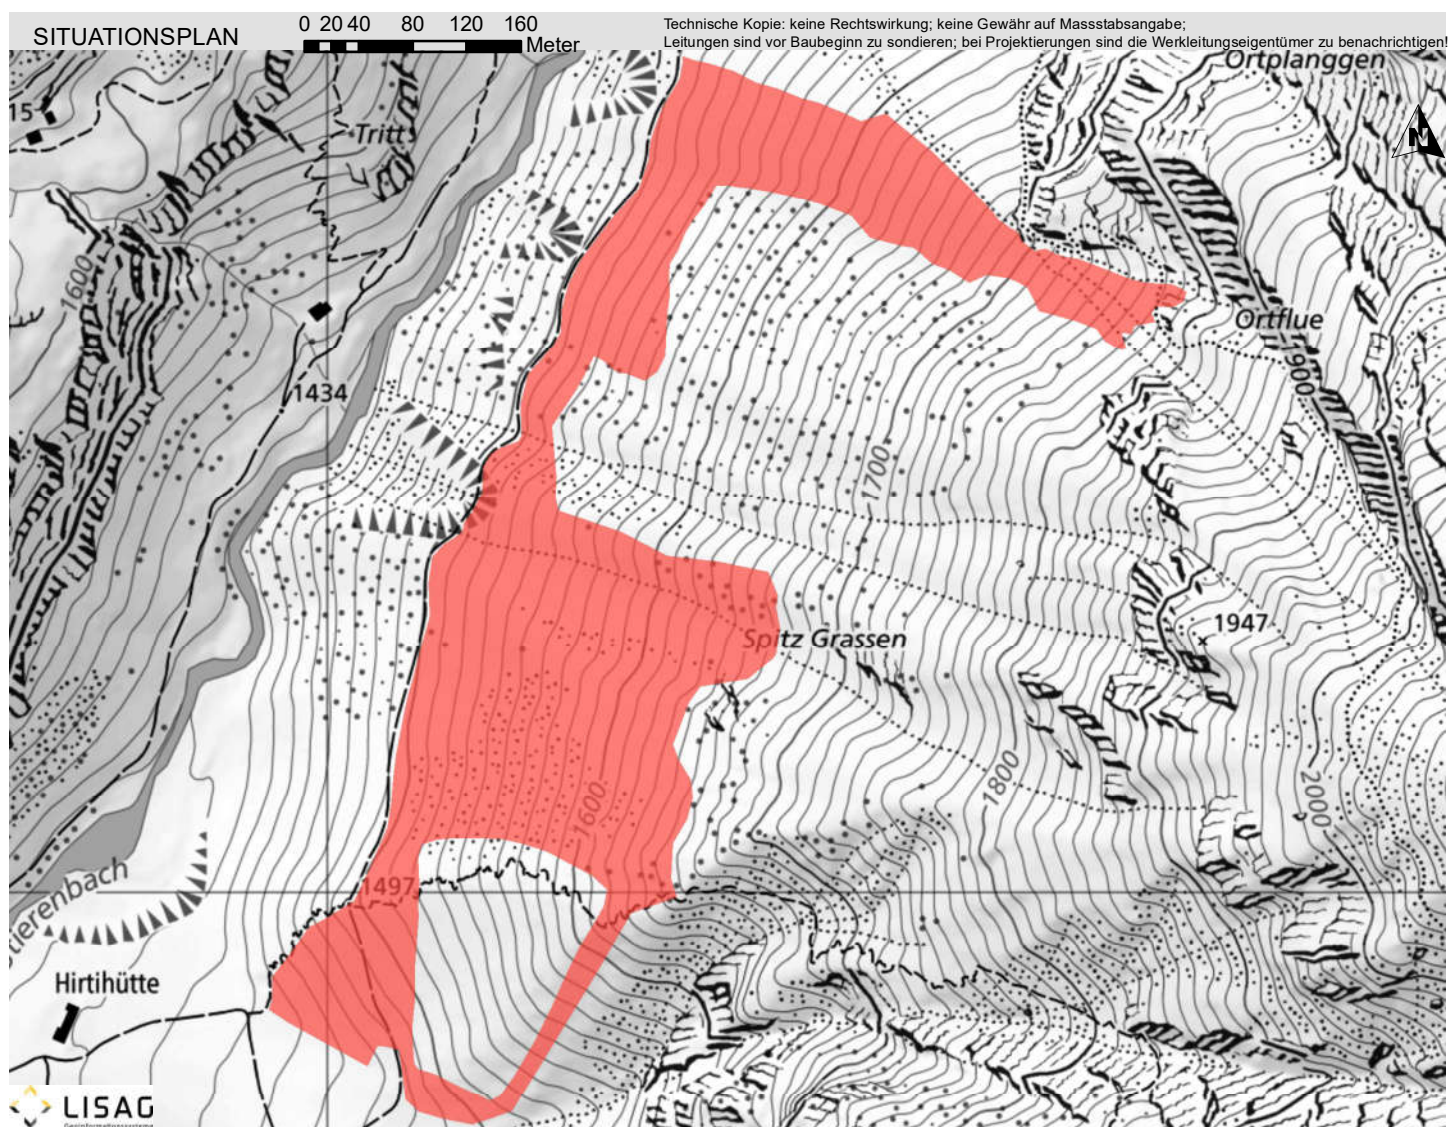 SITUATIONSPLAN
0 20 40 80 120 160
Meter
Technische Kopie: keine Rechtswirkung; keine Gewähr auf Massstabsangabe;
Leitungen sind vor Baubeginn zu sondieren; bei Projektierungen sind die Werkleitungseigentümer zu benachrichtigen!
Ortplanggen
15
Tritt
N
1600
Ortflue
1434
1900
1700
1947
Spitz Grassen
1800
2000
1600
1497
Hirtihütte
LISAG
Geoinformationssysteme